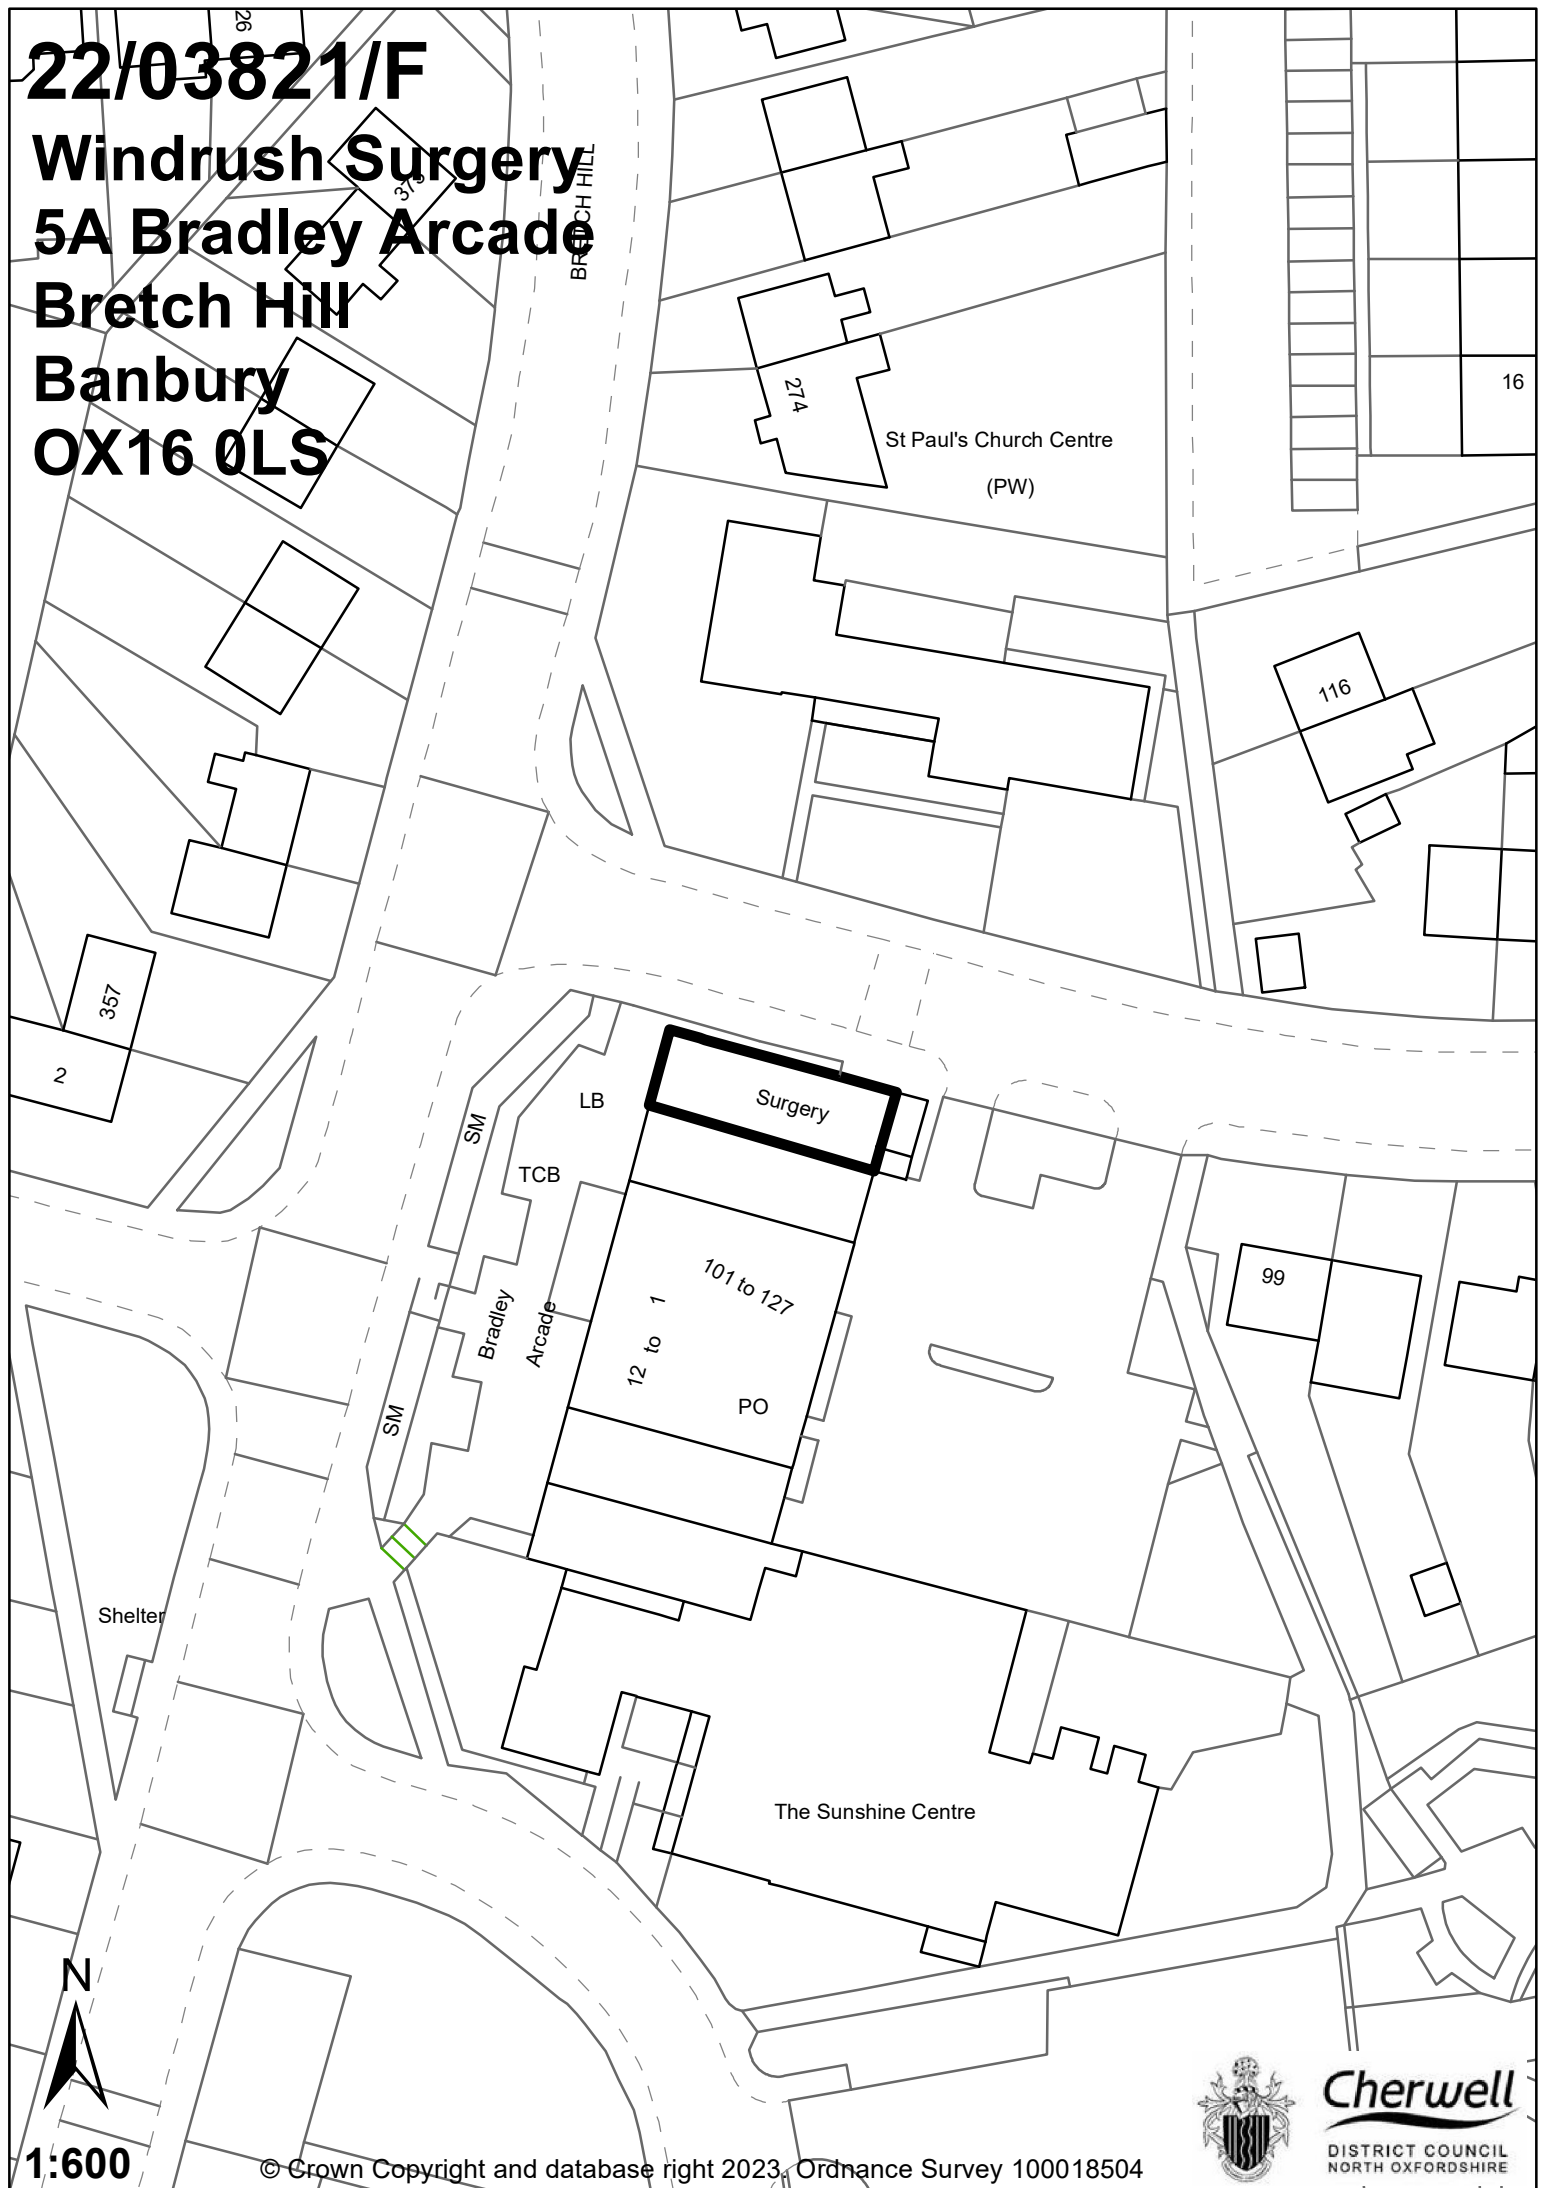 26
22/03821/F
Windrush Surgery
5A Bradley Arcade
Bretch Hill
Banbury
OX16 0LS
BRETCH HILL
274
16
St Paul's Church Centre
(PW)
116
357
2
LB
Surgery
SM
TCB
99
101 to 127
Bradley
Arcade
12 to 1
PO
SM
Shelter
The Sunshine Centre
N
1:600
© Crown Copyright and database right 2023. Ordnance Survey 100018504
Cherwell
DISTRICT COUNCIL
NORTH OXFORDSHIRE